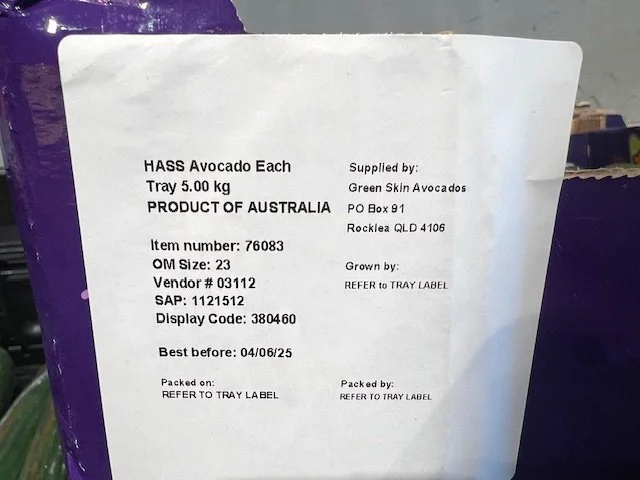 HASS Avocado Each
Tray 5.00 kg
PRODUCT OF AUSTRALIA
Item number: 76083
OM Size: 23
Vendor # 03112
SAP: 1121512
Display Code: 380460
Best before: 04/06/25
Packed on:
REFER TO TRAY LABEL
Supplied by:
Green Skin Avocados
PO Box 91
Rocklea QLD 4106
Grown by:
REFER to TRAY LABEL
Packed by:
REFER TO TRAY LABEL